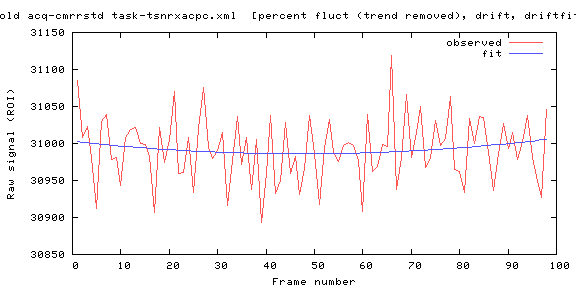 old acq-cmrrstd task-tsnrxacpc.xml [percent fluct (trend removed), drift, driftfit
31150
31100
31050
31000
30950
30900
30850
Raw signal (ROI)
observed
fit
0 10 20 30 40 50 60 70 80 90 100
Frame number